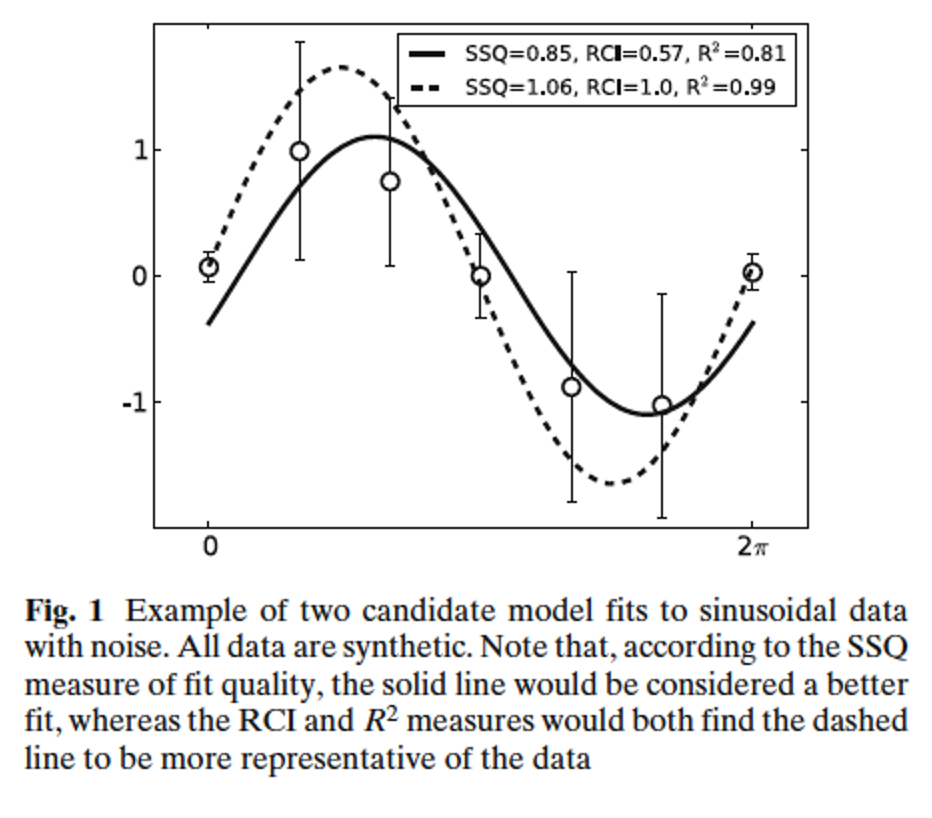 SSQ=0.85, RCI=0.57, R²=0.81
SSQ=1.06, RCI=1.0, R²=0.99
1
0
-1
0
2π
Fig. 1 Example of two candidate model fits to sinusoidal data
with noise. All data are synthetic. Note that, according to the SSQ
measure of fit quality, the solid line would be considered a better
fit, whereas the RCI and R² measures would both find the dashed
line to be more representative of the data